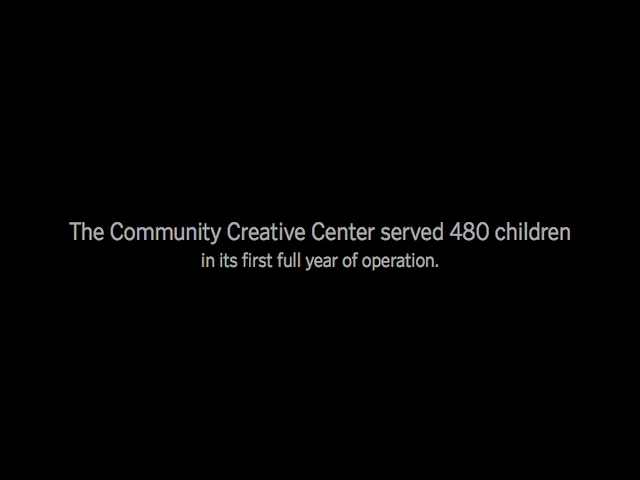 The Community Creative Center served 480 children
in its first full year of operation.